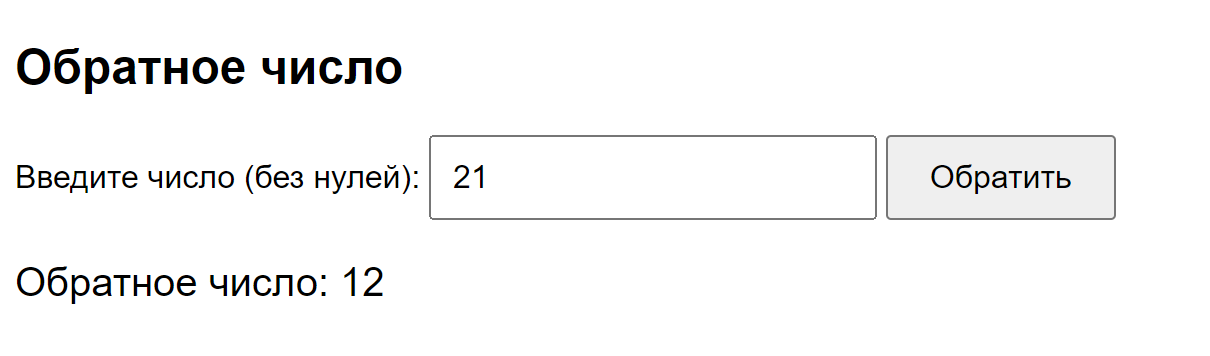 Обратное число
Введите число (без нулей): 21 Обратить
Обратное число: 12